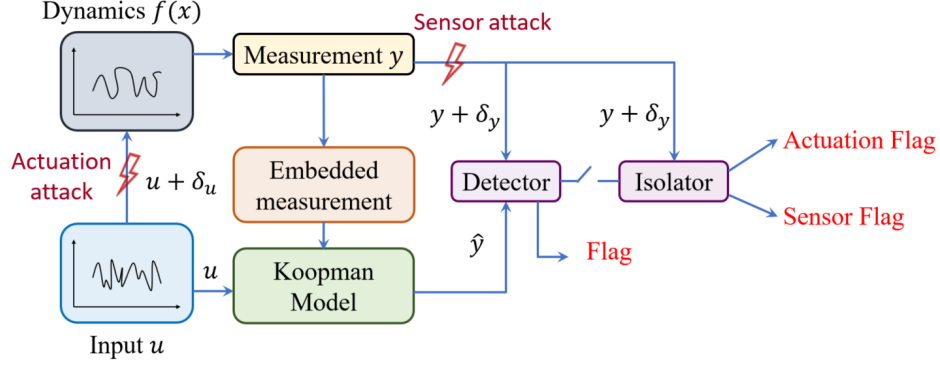 Dynamics f(x)
Sensor attack
Measurement y
y + δ_y
y + δ_y
Actuation Flag
Actuation
attack
u + δ_u
Embedded
measurement
Detector
Isolator
Sensor Flag
ŷ
Flag
u
Koopman
Model
Input u